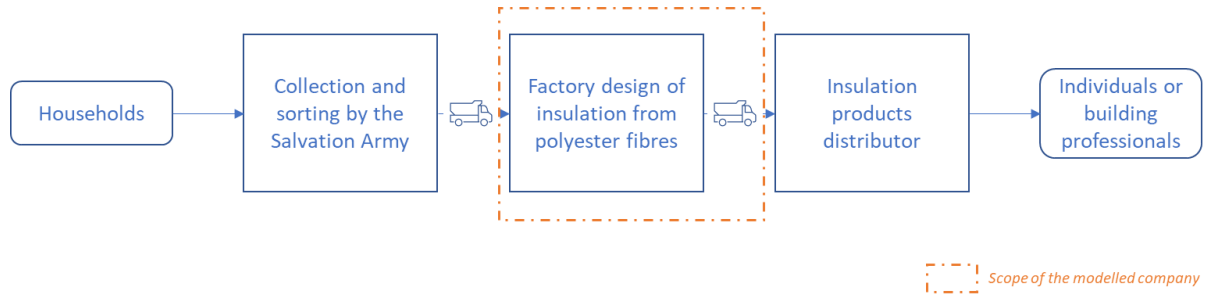 Households
Collection and
sorting by the
Salvation Army
Factory design of
insulation from
polyester fibres
Insulation
products
distributor
Individuals or
building
professionals
Scope of the modelled company